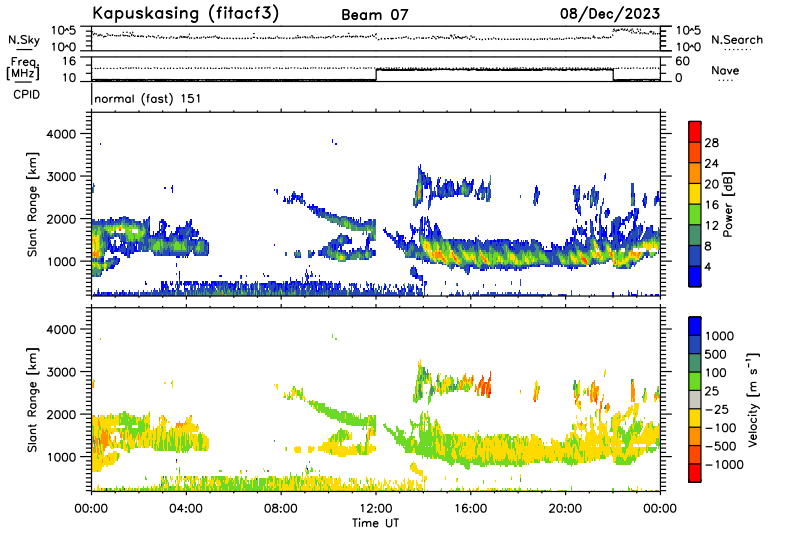 Kapuskasing (fitacf3) Beam 07 08/Dec/2023
N.Sky 10^5 10^0 10^5 10^0 N.Search
Freq. [MHz] 16 10 60 0 Nave
CPID normal (fast) 151
Slant Range [km] 4000 3000 2000 1000
28 24 20 16 12 8 4 Power [dB]
Slant Range [km] 4000 3000 2000 1000
1000 500 100 25 −25 −100 −500 −1000 Velocity [m s⁻¹]
00:00 04:00 08:00 12:00 16:00 20:00 00:00
Time UT